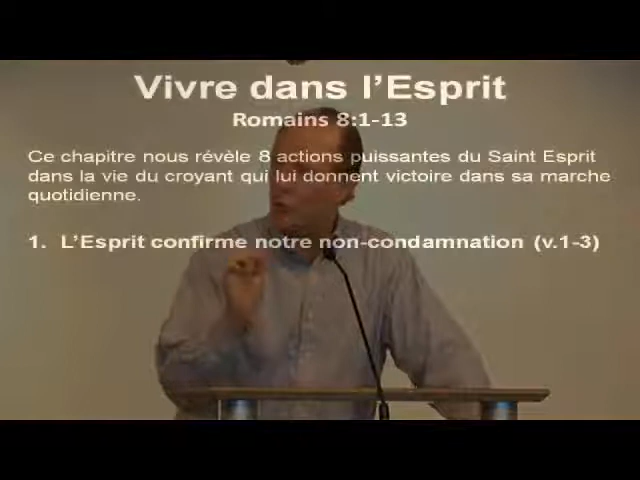 Vivre dans l’Esprit
Romains 8:1-13
Ce chapitre nous révèle 8 actions puissantes du Saint Esprit
dans la vie du croyant qui lui donnent victoire dans sa marche
quotidienne.
1. L’Esprit confirme notre non-condamnation (v.1-3)